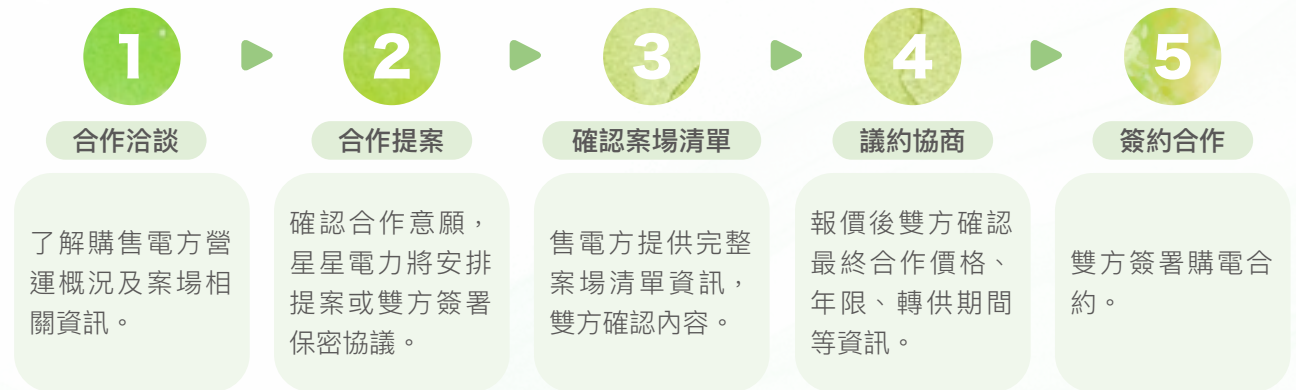 1
合作洽談
了解購售電方營
運概況及案場相
關資訊。
2
合作提案
確認合作意願，
星星電力將安排
提案或雙方簽署
保密協議。
3
確認案場清單
售電方提供完整
案場清單資訊，
雙方確認內容。
4
議約協商
報價後雙方確認
最終合作價格、
年限、轉供期間
等資訊。
5
簽約合作
雙方簽署購電合
約。